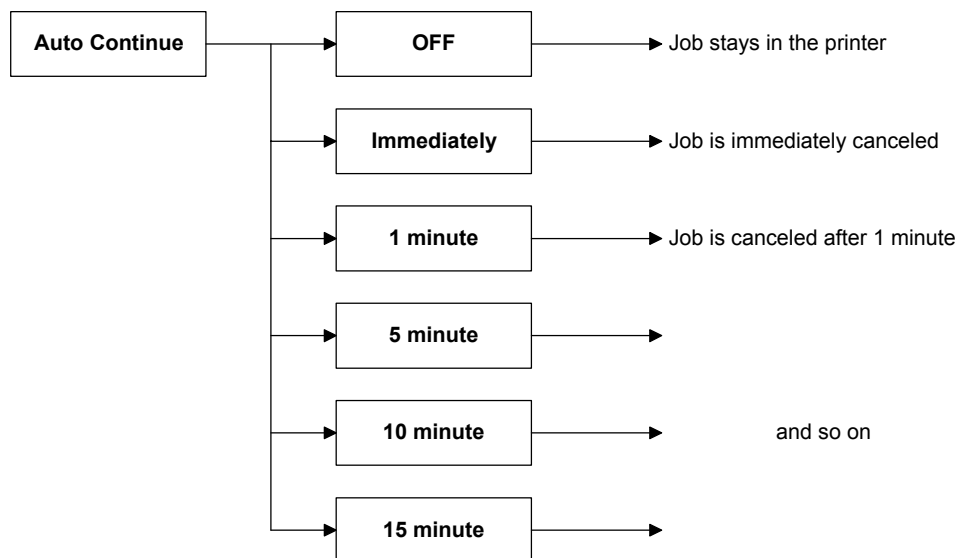 Auto Continue
OFF
Job stays in the printer
Immediately
Job is immediately canceled
1 minute
Job is canceled after 1 minute
5 minute
10 minute
and so on
15 minute